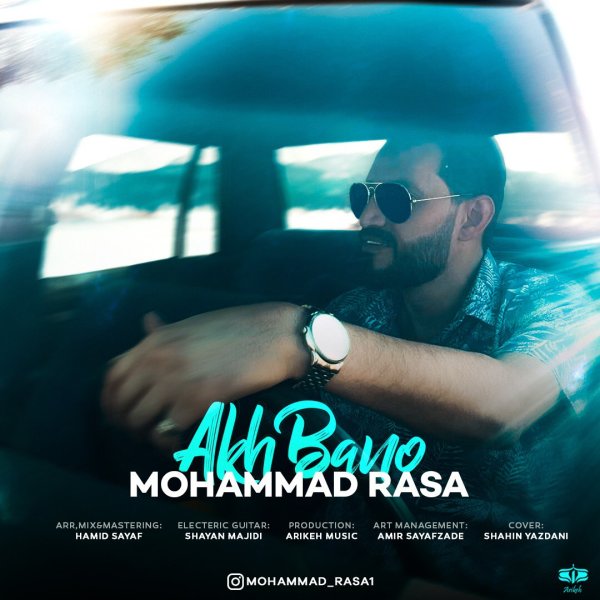 Akh Bano
MOHAMMAD RASA
ARR,MIX&MASTERING: ELECTERIC GUITAR: PRODUCTION: ART MANAGEMENT: COVER:
HAMID SAYAF SHAYAN MAJIDI ARIKEH MUSIC AMIR SAYAFZADE SHAHIN YAZDANI
MOHAMMAD_RASA1
Arikeh